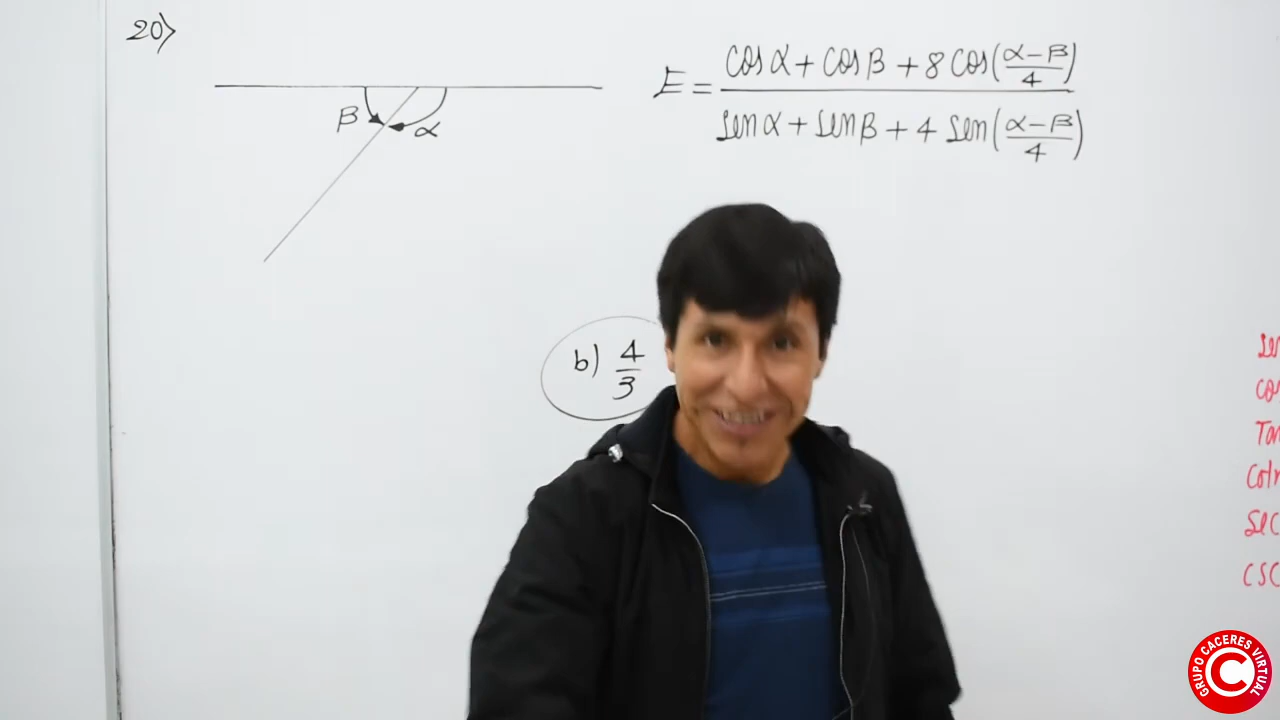 20)
β α
E = (cos α + cos β + 8 cos((α-β)/4)) / (sen α + sen β + 4 sen((α-β)/4))
b) 4/3
GRUPO CACERES VIRTUAL
C